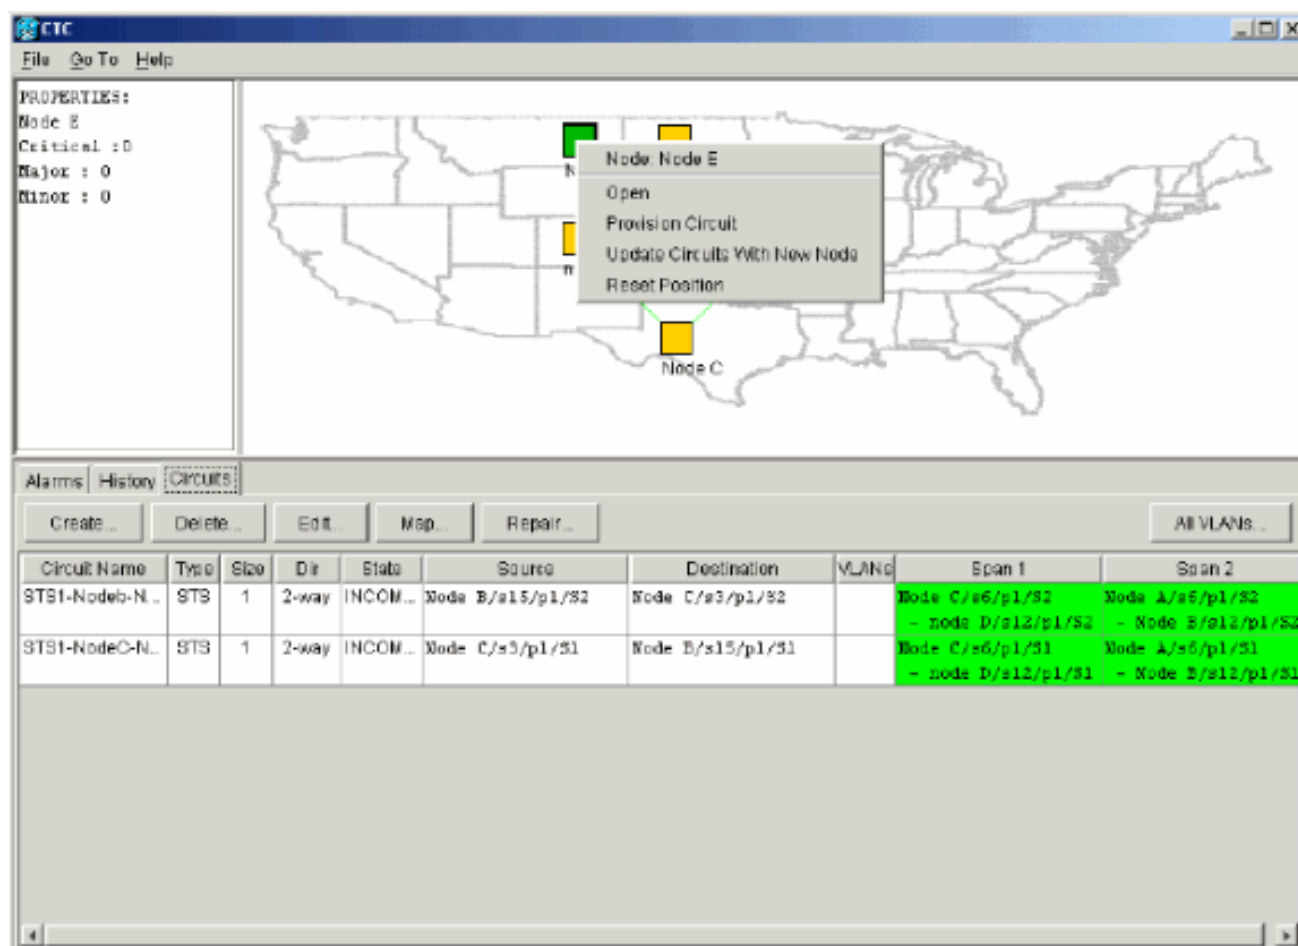 CTC
File Go To Help
PROPERTIES:
Node E
Critical :0
Major : 0
Minor : 0
Node: Node E
Open
Provision Circuit
Update Circuits With New Node
Reset Position
Node C
Alarms History Circuits
Create... Delete... Edit... Map... Repair... All VLANs...
Circuit Name Type Size Dir State Source Destination VLANs Span 1 Span 2
STS1-Nodeb-N... STS 1 2-way INCOM... Node B/s15/p1/S2 Node C/s3/p1/S2 Node C/s6/p1/S2 Node A/s6/p1/S2
- node D/s12/p1/S2 - Node B/s12/p1/S2
STS1-NodeC-N... STS 1 2-way INCOM... Node C/s3/p1/S1 Node B/s15/p1/S1 Node C/s6/p1/S1 Node A/s6/p1/S1
- node D/s12/p1/S1 - Node B/s12/p1/S1